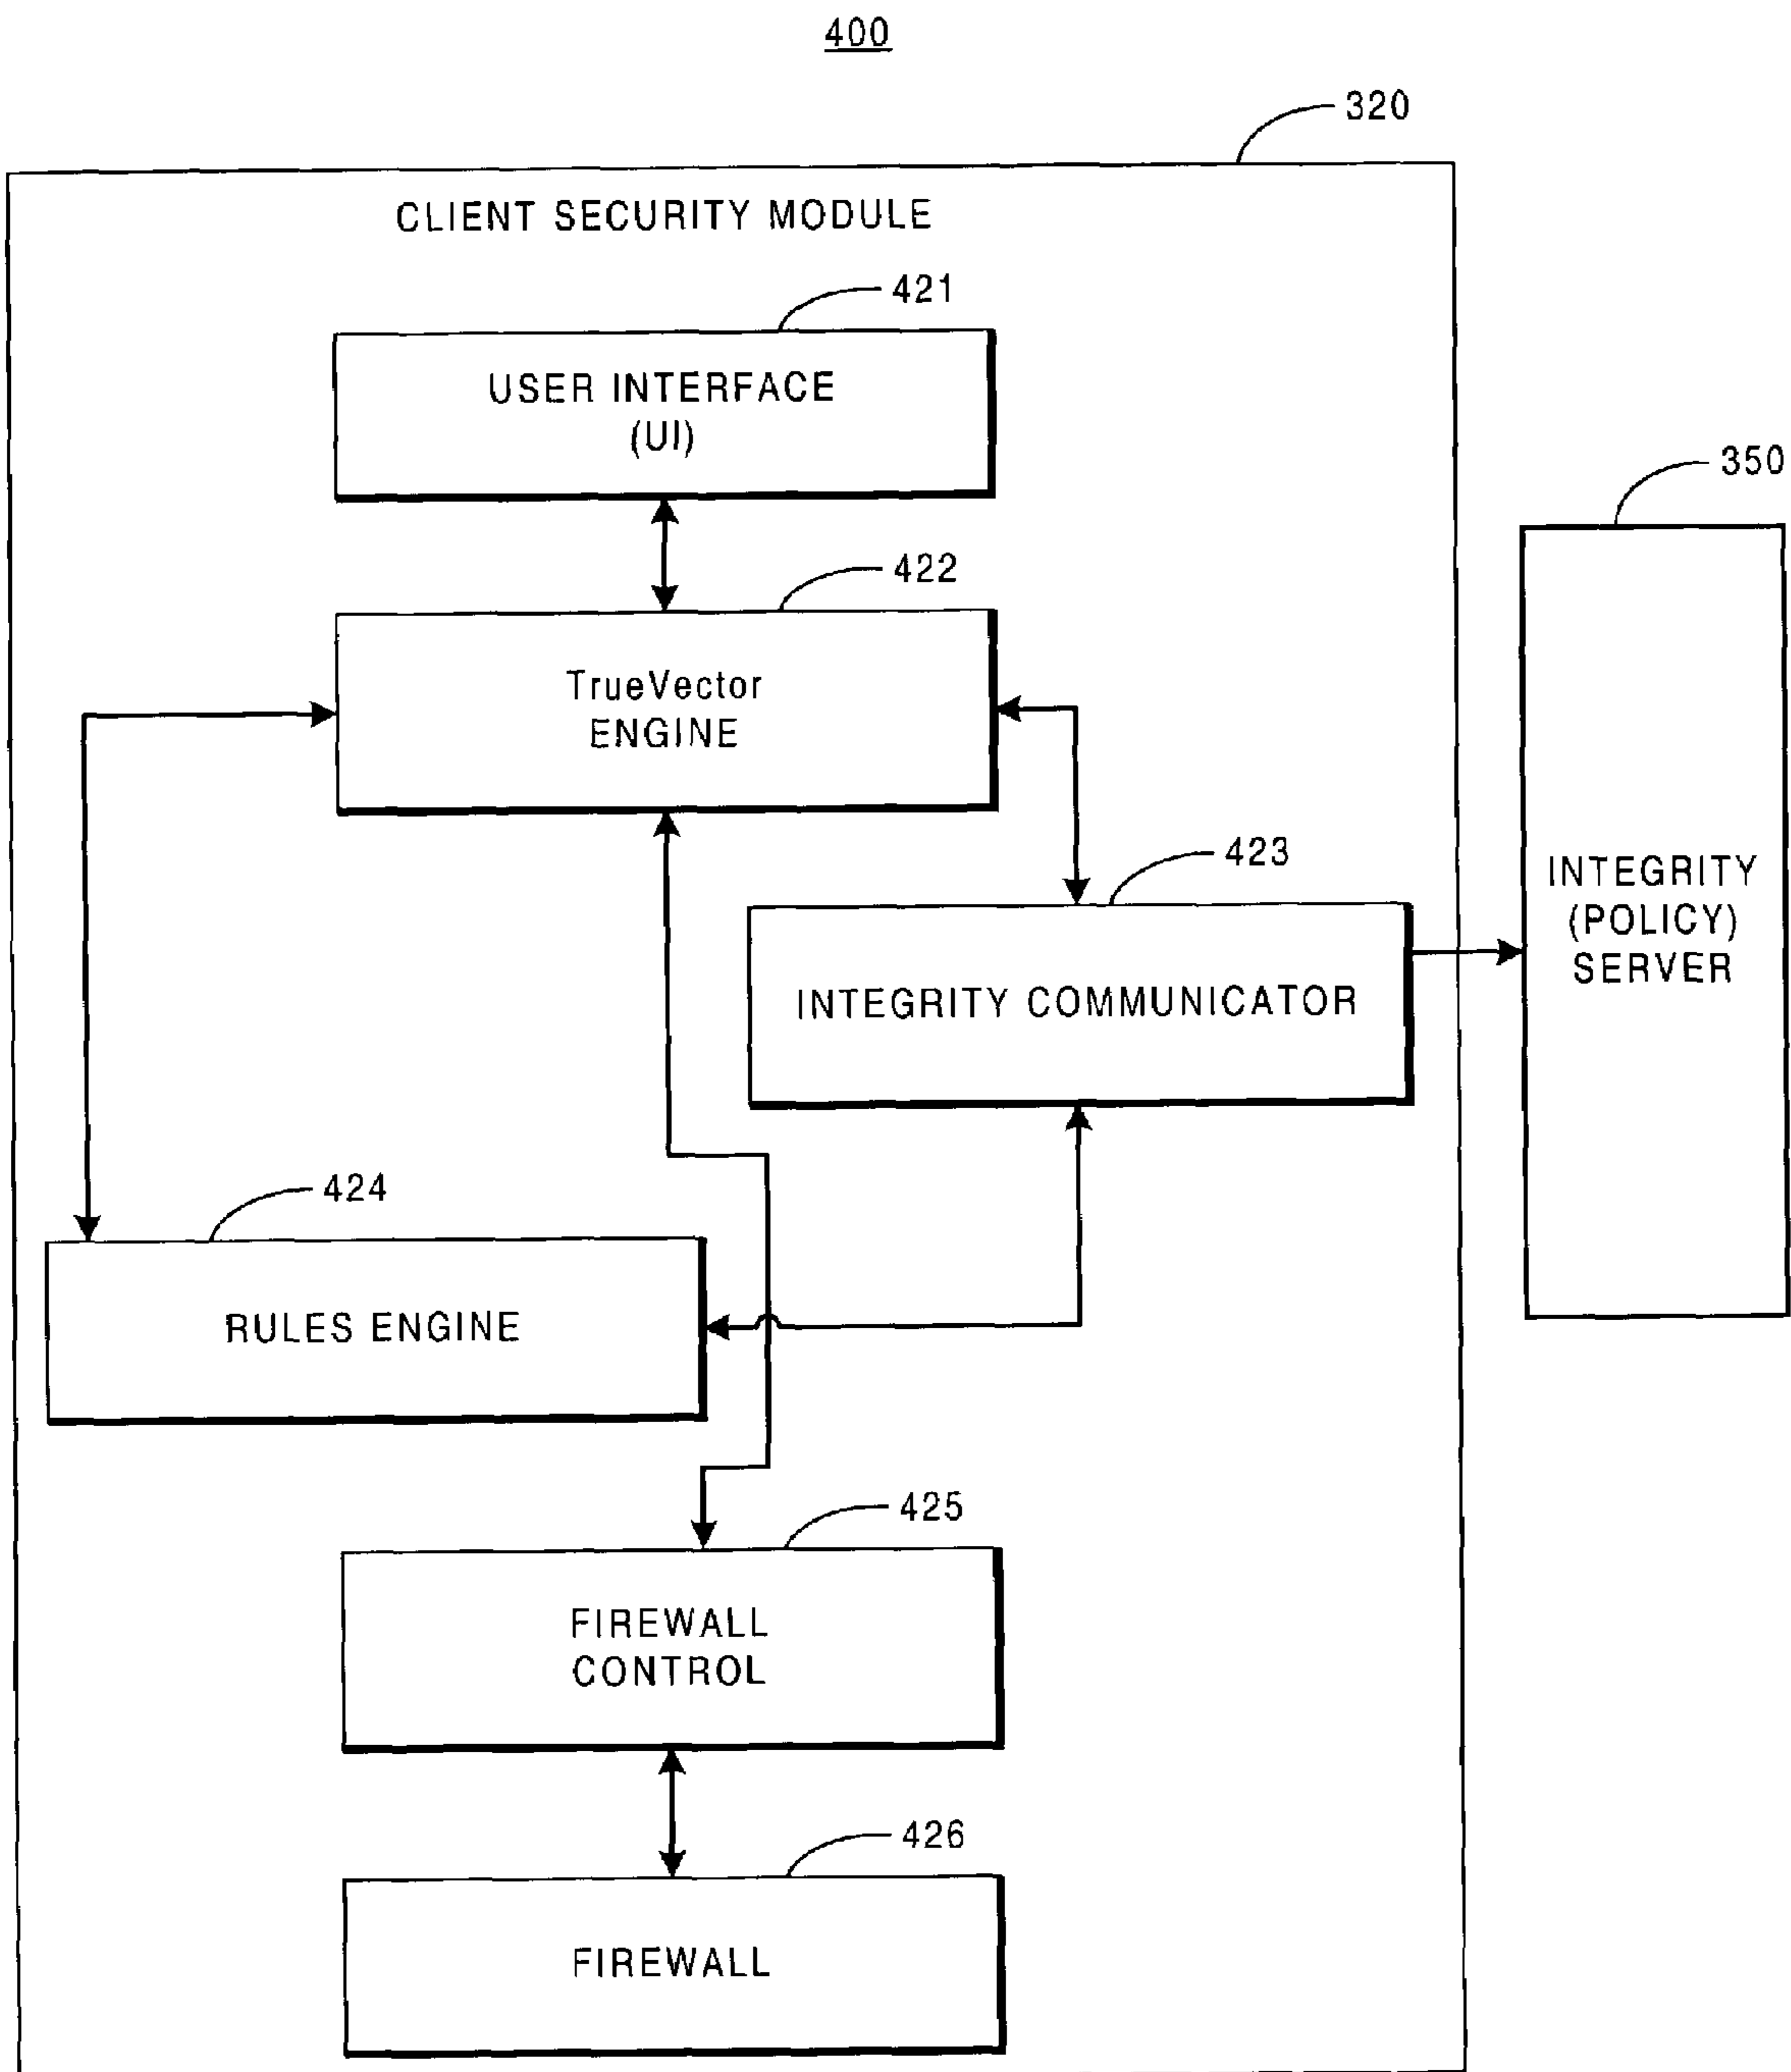 400
320
CLIENT SECURITY MODULE
421
USER INTERFACE
(UI)
350
422
TrueVector
ENGINE
423
INTEGRITY
(POLICY)
SERVER
INTEGRITY COMMUNICATOR
424
RULES ENGINE
425
FIREWALL
CONTROL
426
FIREWALL